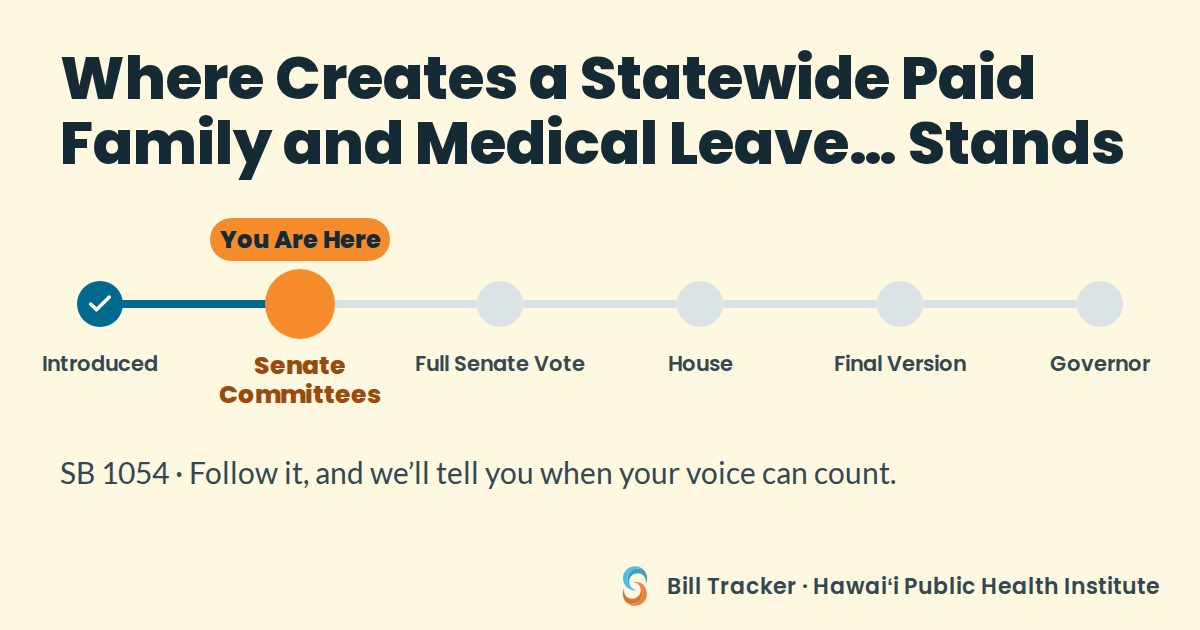 Where Creates a Statewide Paid
Family and Medical Leave... Stands
You Are Here
Introduced
Senate
Committees
Full Senate Vote
House
Final Version
Governor
SB 1054 · Follow it, and we’ll tell you when your voice can count.
Bill Tracker · Hawaiʻi Public Health Institute